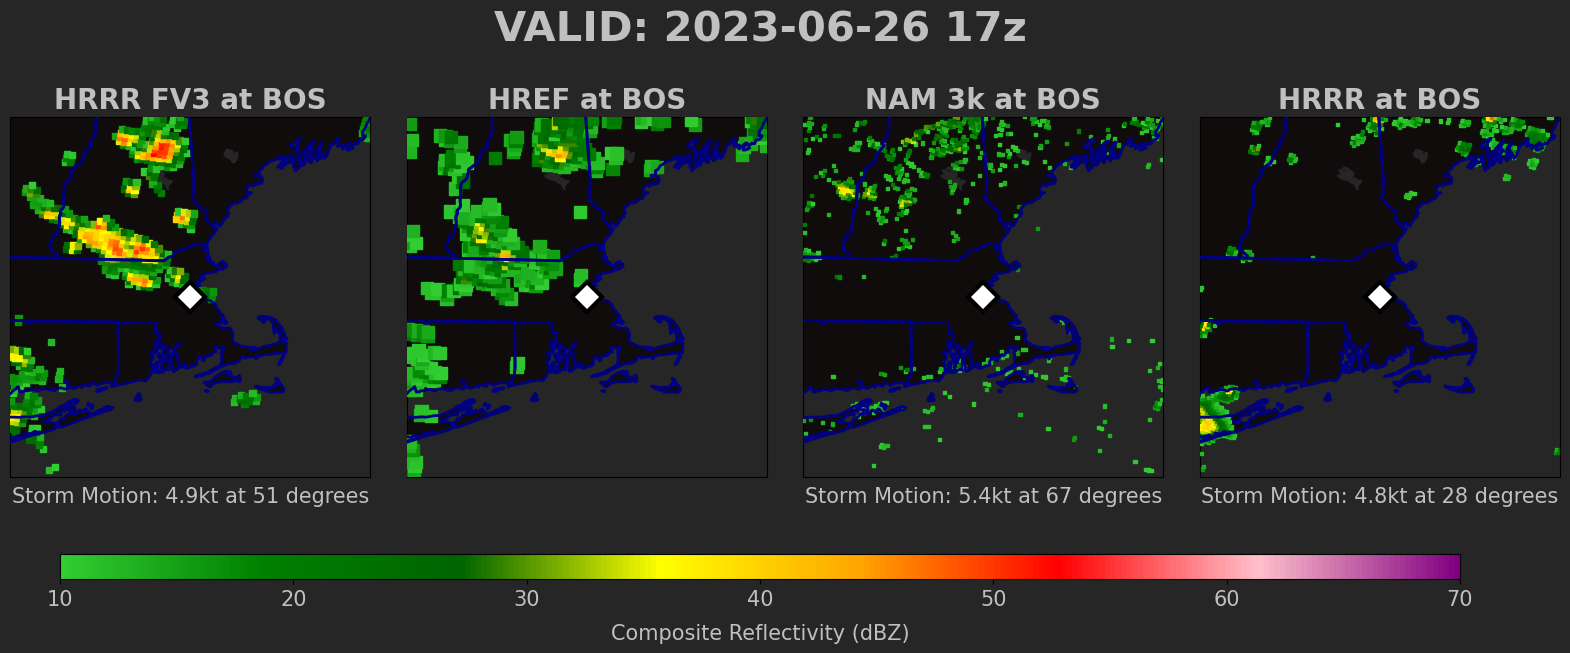 VALID: 2023-06-26 17z
HRRR FV3 at BOS
HREF at BOS
NAM 3k at BOS
HRRR at BOS
Storm Motion: 4.9kt at 51 degrees
Storm Motion: 5.4kt at 67 degrees
Storm Motion: 4.8kt at 28 degrees
10 20 30 40 50 60 70
Composite Reflectivity (dBZ)